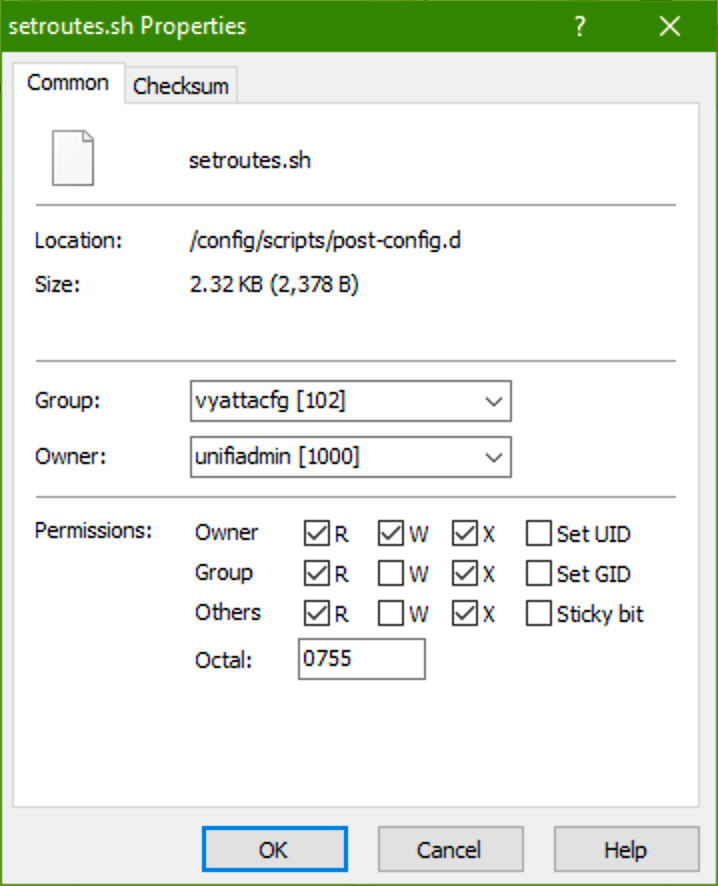 setroutes.sh Properties ?
Common Checksum
setroutes.sh
Location: /config/scripts/post-config.d
Size: 2.32 KB (2,378 B)
Group: vyattacfg [102]
Owner: unifiadmin [1000]
Permissions: Owner R W X Set UID
Group R W X Set GID
Others R W X Sticky bit
Octal: 0755
OK Cancel Help